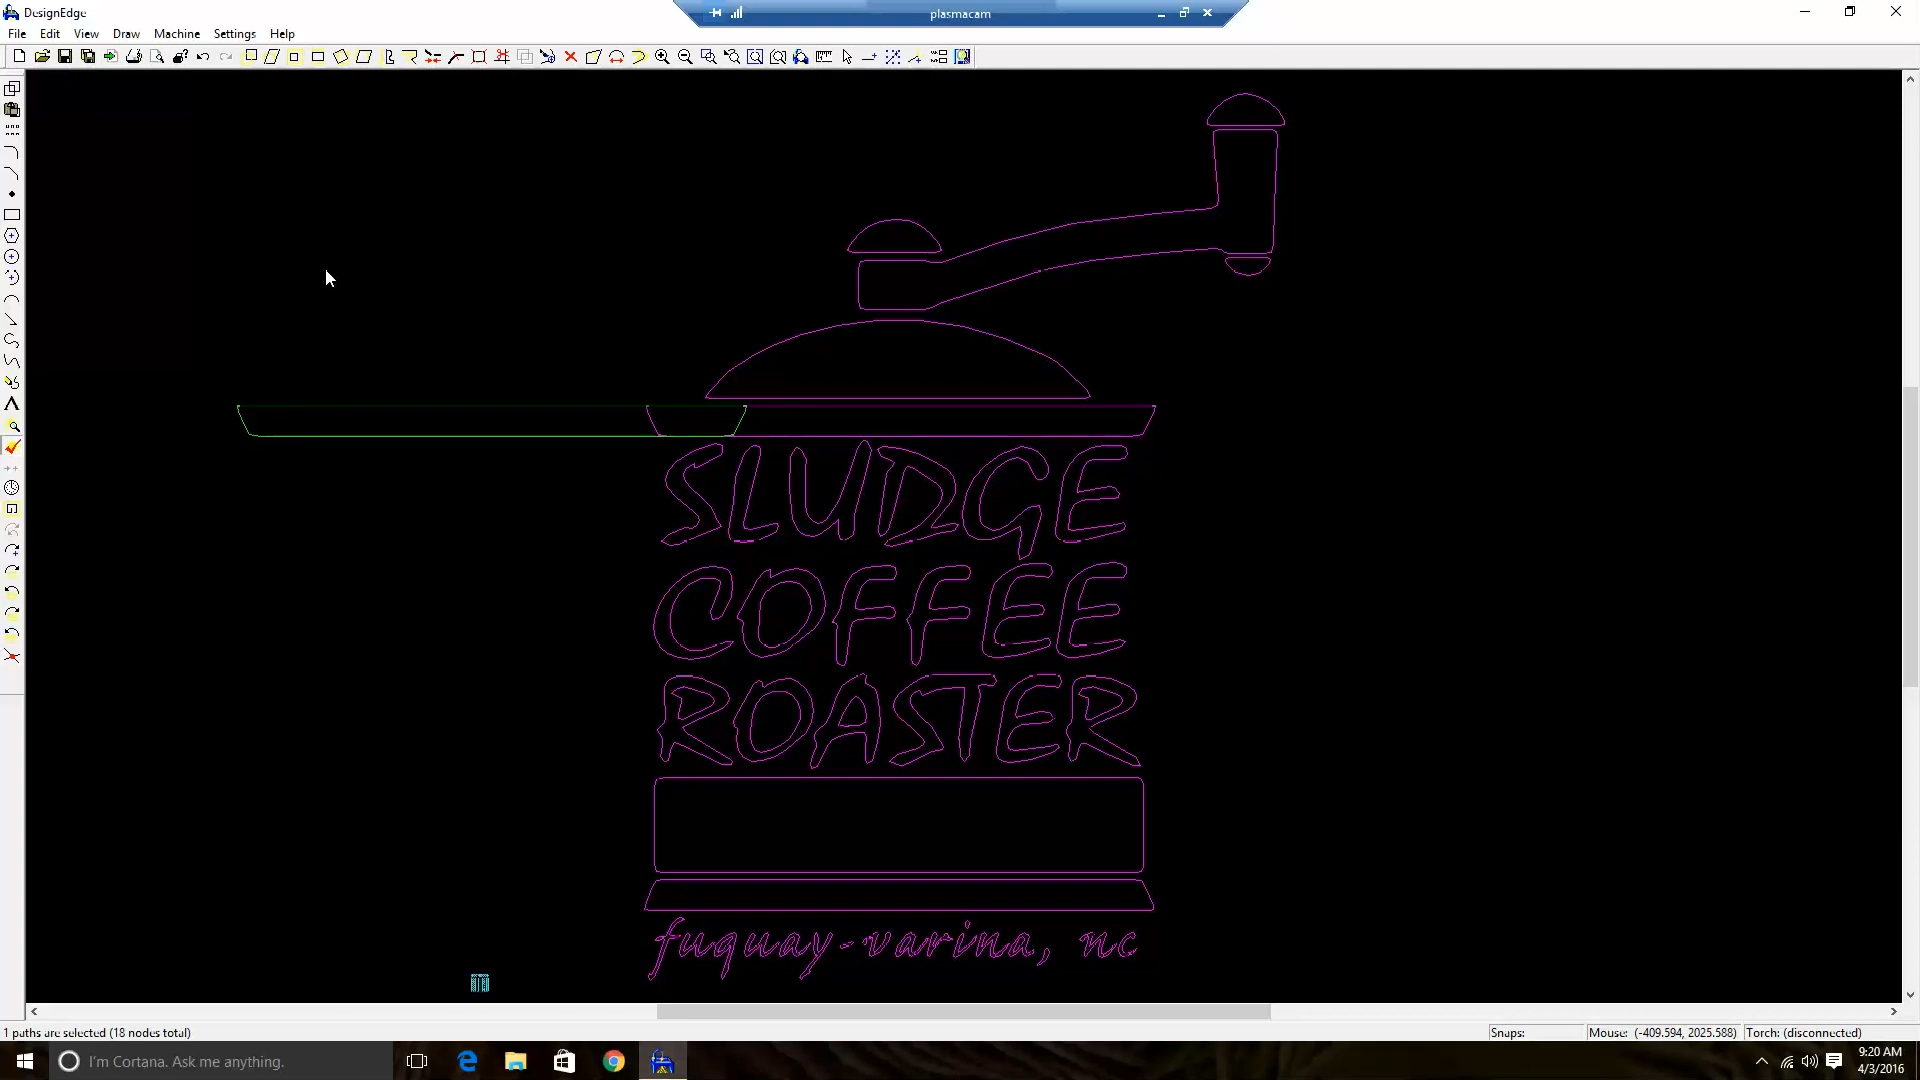 DesignEdge
plasmacam
File Edit View Draw Machine Settings Help
SLUDGE
COFFEE
ROASTER
fuquay-varina, nc
1 paths are selected (18 nodes total)
Snaps:
Mouse: (-409.594, 2025.588)
Torch: (disconnected)
I'm Cortana. Ask me anything.
9:20 AM
4/3/2016